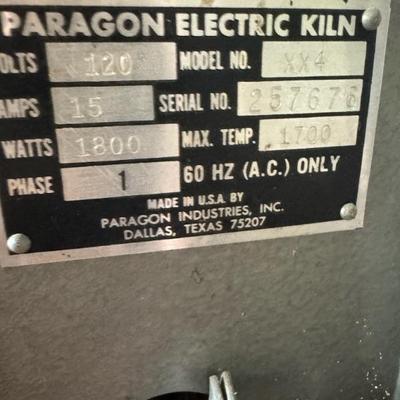 PARAGON ELECTRIC KILN
OLTS 120 MODEL NO. XX4
AMPS 15 SERIAL NO. 257676
WATTS 1800 MAX. TEMP. 1700
PHASE 1 60 HZ (A.C.) ONLY
MADE IN U.S.A. BY
PARAGON INDUSTRIES, INC.
DALLAS, TEXAS 75207